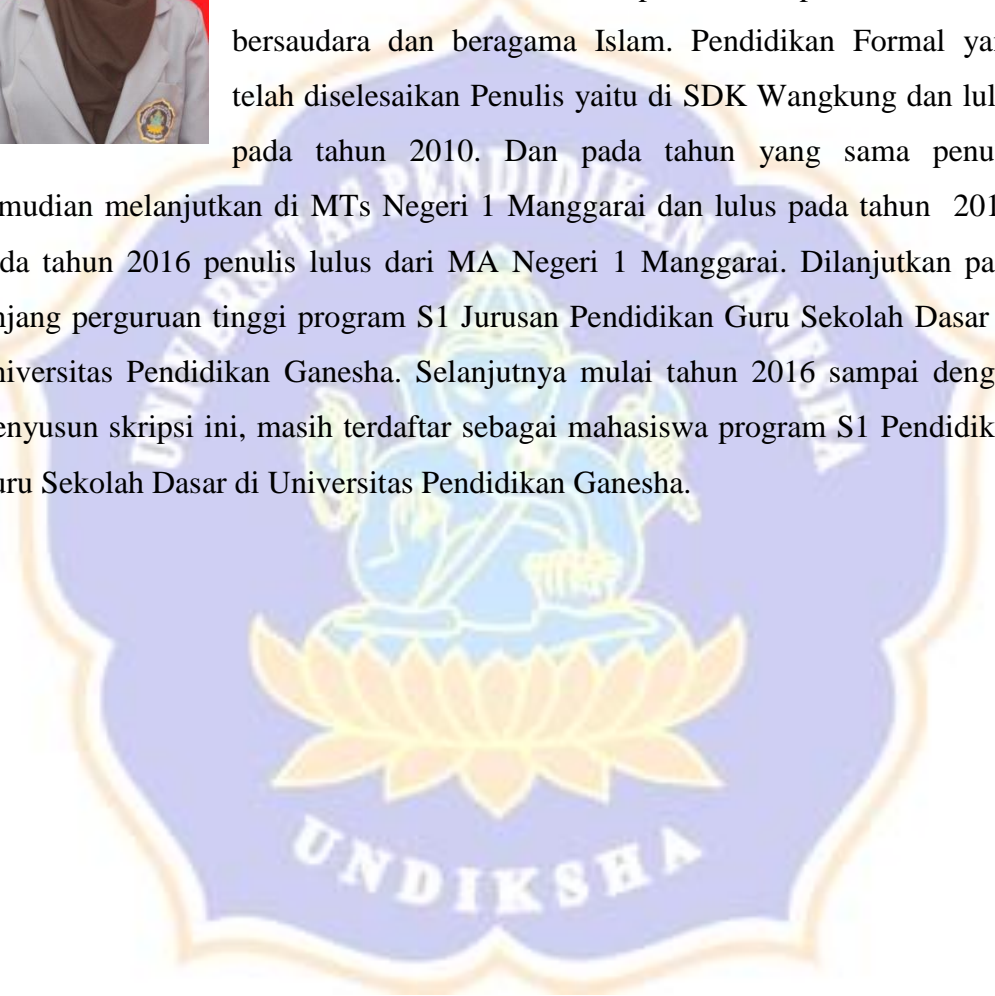 bersaudara dan beragama Islam. Pendidikan Formal
telah diselesaikan Penulis yaitu di SDK Wangkung dan
pada tahun 2010. Dan pada tahun yang sama
melanjutkan di MTs Negeri 1 Manggarai dan lulus pada tahun
tahun 2016 penulis lulus dari MA Negeri 1 Manggarai. Dilanjutkan
perguruan tinggi program S1 Jurusan Pendidikan Guru Sekolah Dasar
Pendidikan Ganesha. Selanjutnya mulai tahun 2016 sampai
skripsi ini, masih terdaftar sebagai mahasiswa program S1
Sekolah Dasar di Universitas Pendidikan Ganesha.
UNIVERSITAS PENDIDIKAN GANESHA
UNDIKSHA